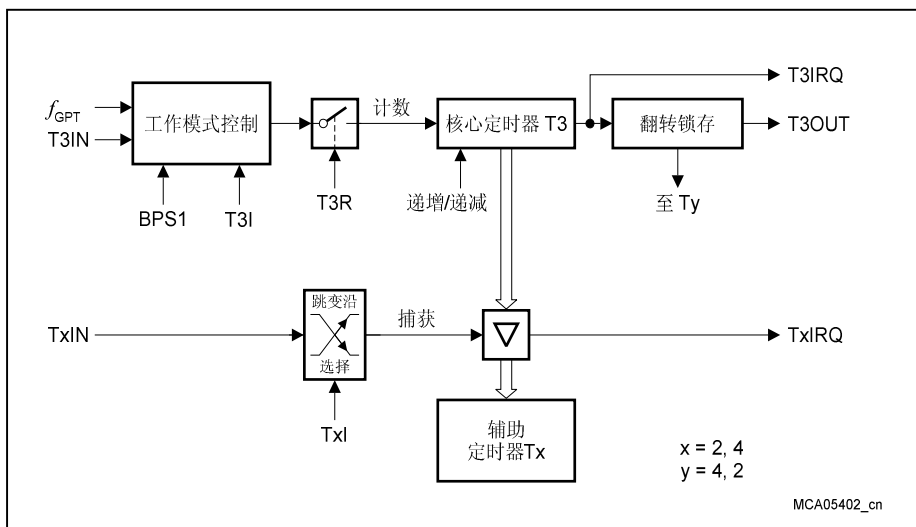 T3IRQ
fGPT
T3IN
工作模式控制
计数
核心定时器 T3
翻转锁存
T3OUT
BPS1
T3I
T3R
递增/递减
至 Ty
TxIN
跳变沿
选择
捕获
TxIRQ
TxI
辅助
定时器Tx
x = 2, 4
y = 4, 2
MCA05402_cn